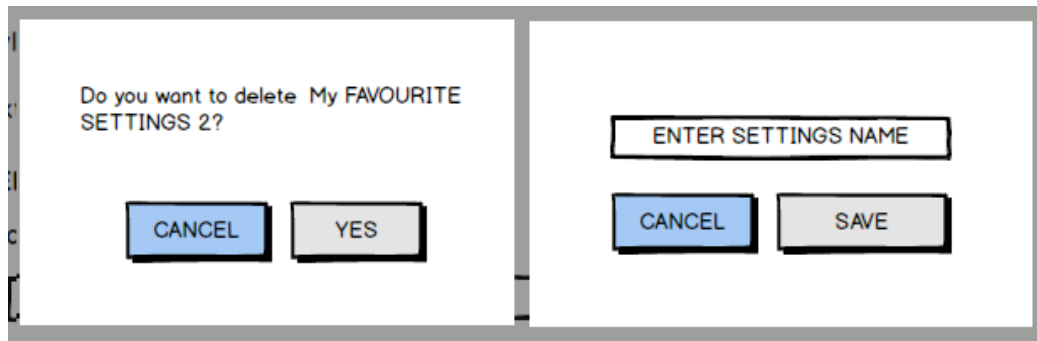 Do you want to delete My FAVOURITE
SETTINGS 2?
CANCEL
YES
ENTER SETTINGS NAME
CANCEL
SAVE